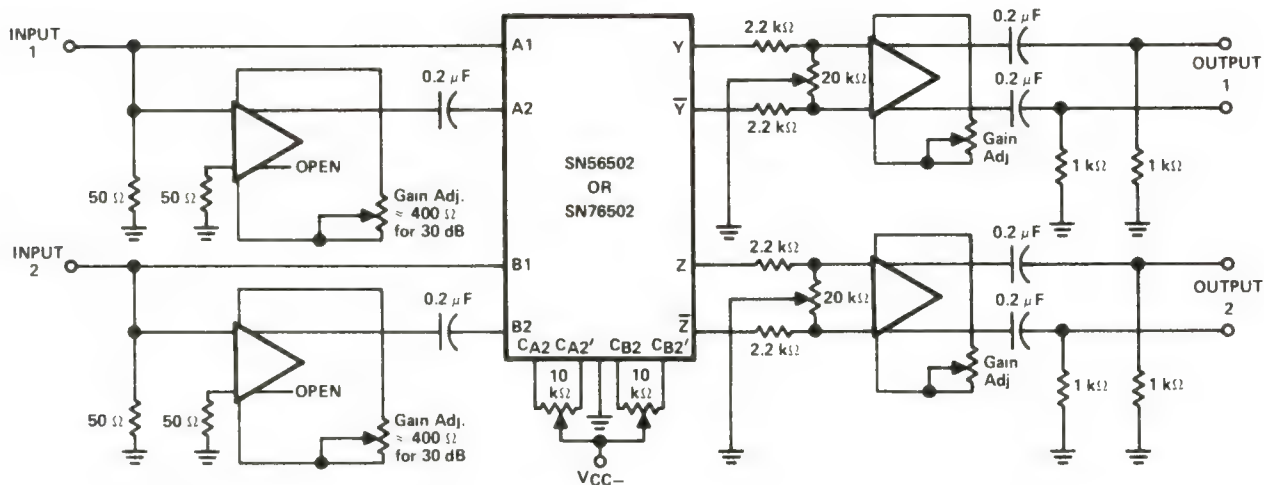 INPUT
1
50 Ω
50 Ω
OPEN
Gain Adj.
≈ 400 Ω
for 30 dB
0.2 μF
INPUT
2
50 Ω
50 Ω
OPEN
Gain Adj.
≈ 400 Ω
for 30 dB
0.2 μF
A1
A2
B1
B2
SN56502
OR
SN76502
Y
Y̅
Z
Z̅
CA2 CA2′ CB2 CB2′
10
kΩ
10
kΩ
VCC–
2.2 kΩ
20 kΩ
2.2 kΩ
0.2 μF
0.2 μF
Gain
Adj
1 kΩ
1 kΩ
OUTPUT
1
2.2 kΩ
20 kΩ
2.2 kΩ
0.2 μF
0.2 μF
Gain
Adj
1 kΩ
1 kΩ
OUTPUT
2